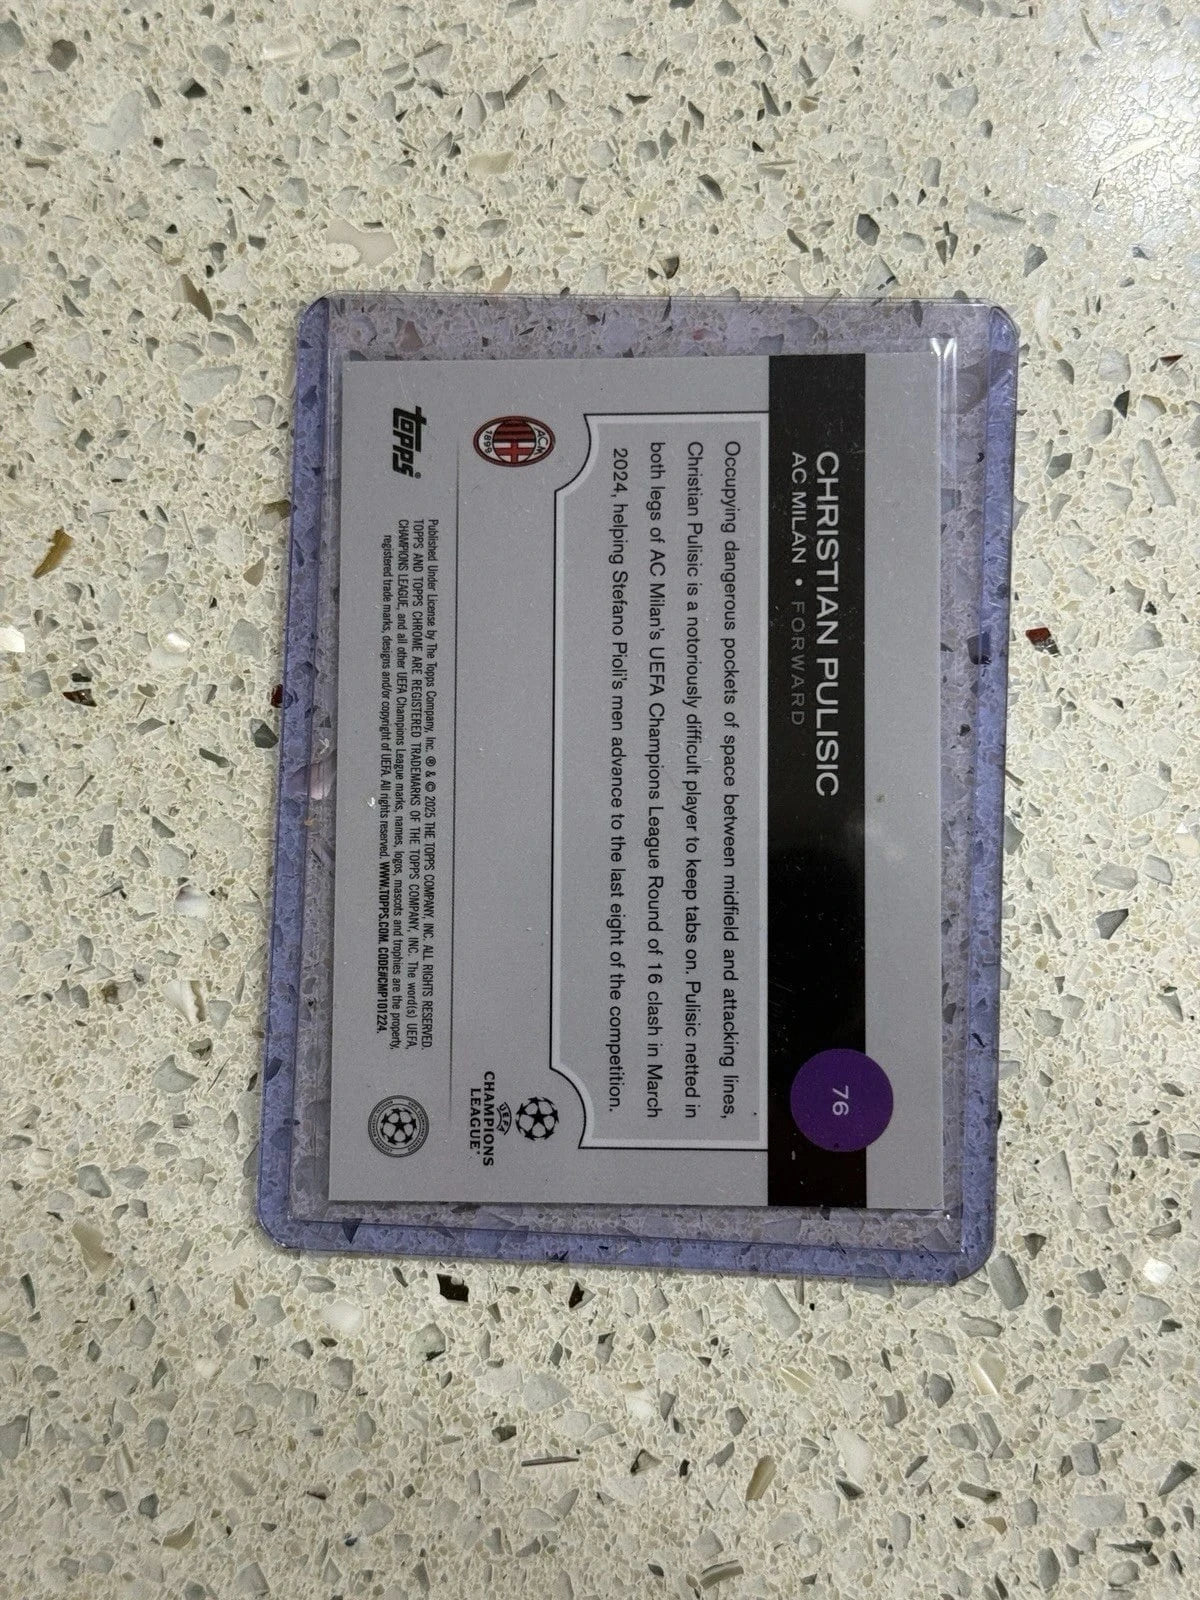 CHRISTIAN PULISIC
AC MILAN • FORWARD
76
Occupying dangerous pockets of space between midfield and attacking lines,
Christian Pulisic is a notoriously difficult player to keep tabs on. Pulisic netted in
both legs of AC Milan's UEFA Champions League Round of 16 clash in March
2024, helping Stefano Pioli's men advance to the last eight of the competition.
ACM
1899
UEFA
CHAMPIONS
LEAGUE
topps
Published Under License by The Topps Company, Inc. ® & © 2025 THE TOPPS COMPANY, INC. ALL RIGHTS RESERVED.
TOPPS AND TOPPS CHROME ARE REGISTERED TRADEMARKS OF THE TOPPS COMPANY, INC. The word(s) UEFA,
CHAMPIONS LEAGUE, and all other UEFA Champions League marks, names, logos, mascots and trophies are the property,
registered trade marks, designs and/or copyright of UEFA. All rights reserved. WWW.TOPPS.COM. CODE#CMP101224